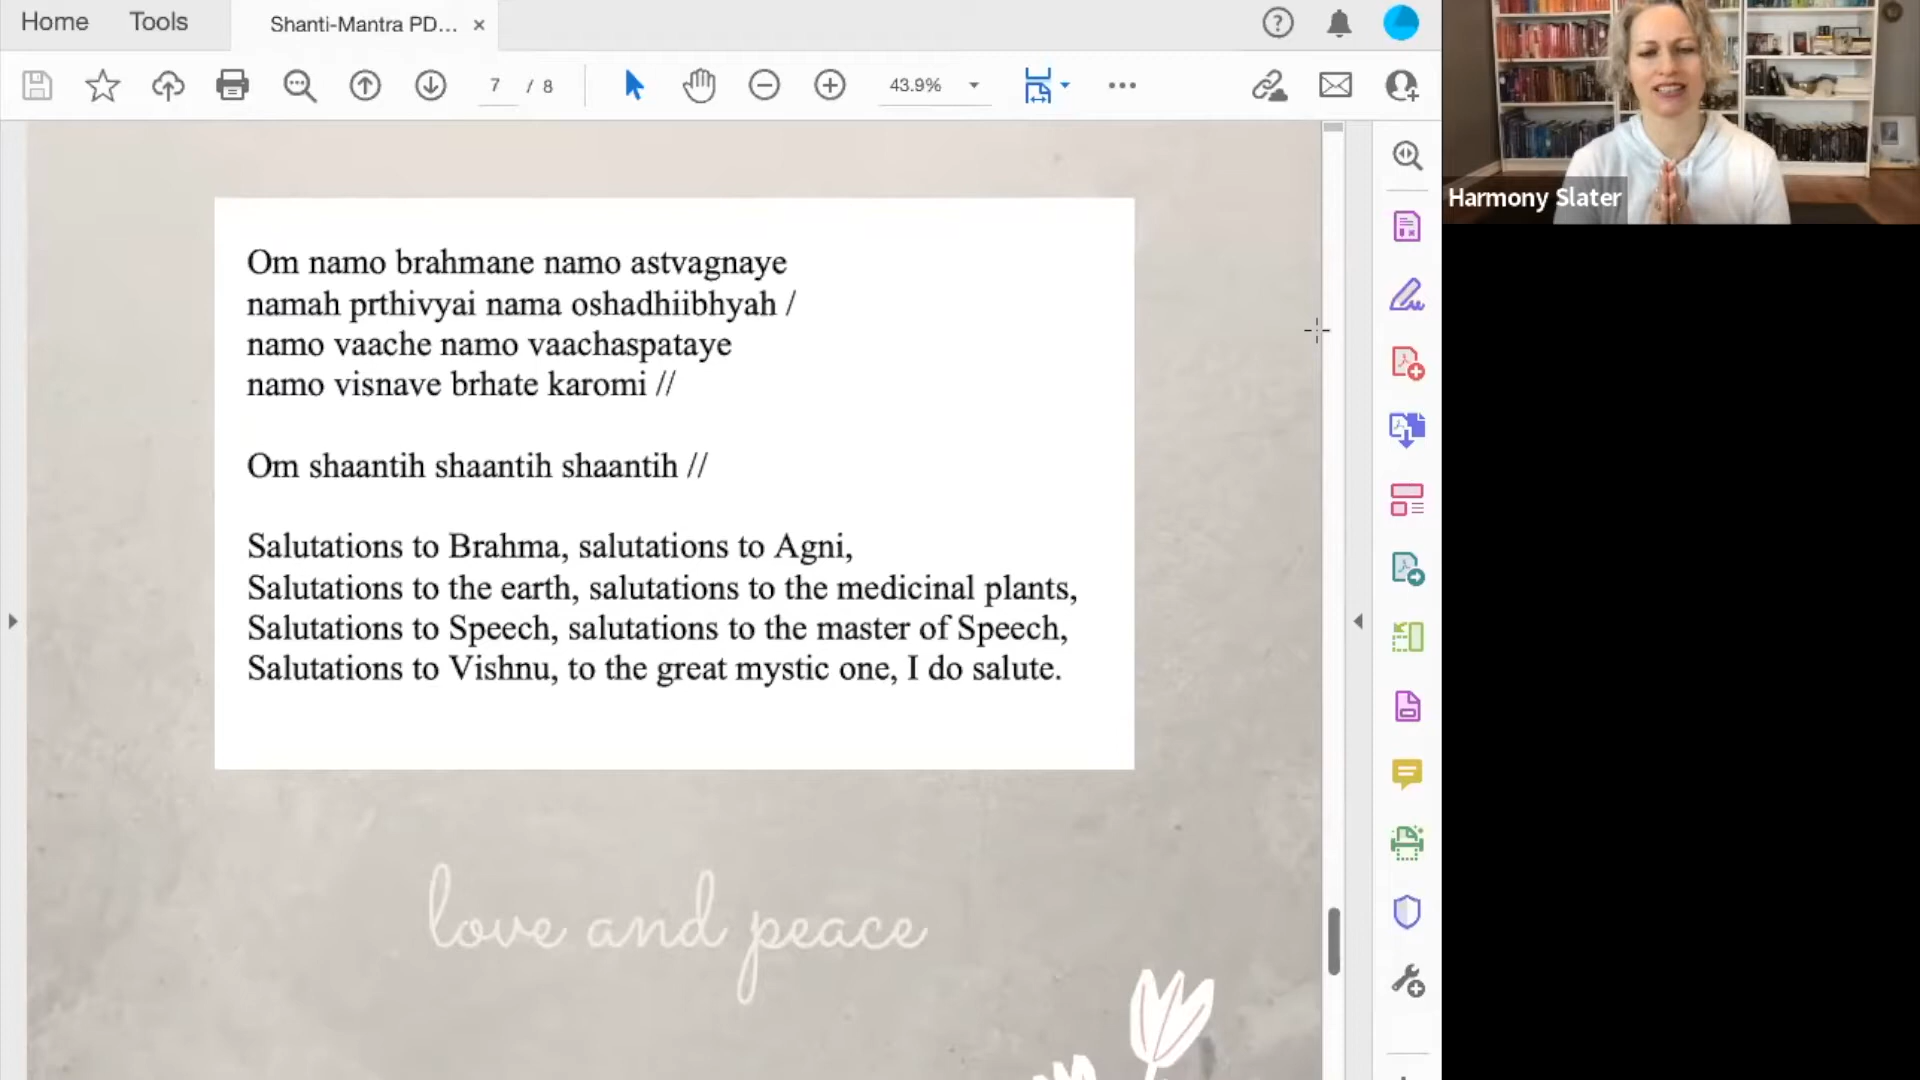 Home Tools Shanti-Mantra PD...
7 / 8 43.9%
Harmony Slater
Om namo brahmane namo astvagnaye
namah prthivyai nama oshadhiibhyah /
namo vaache namo vaachaspataye
namo visnave brhate karomi //
Om shaantih shaantih shaantih //
Salutations to Brahma, salutations to Agni,
Salutations to the earth, salutations to the medicinal plants,
Salutations to Speech, salutations to the master of Speech,
Salutations to Vishnu, to the great mystic one, I do salute.
love and peace